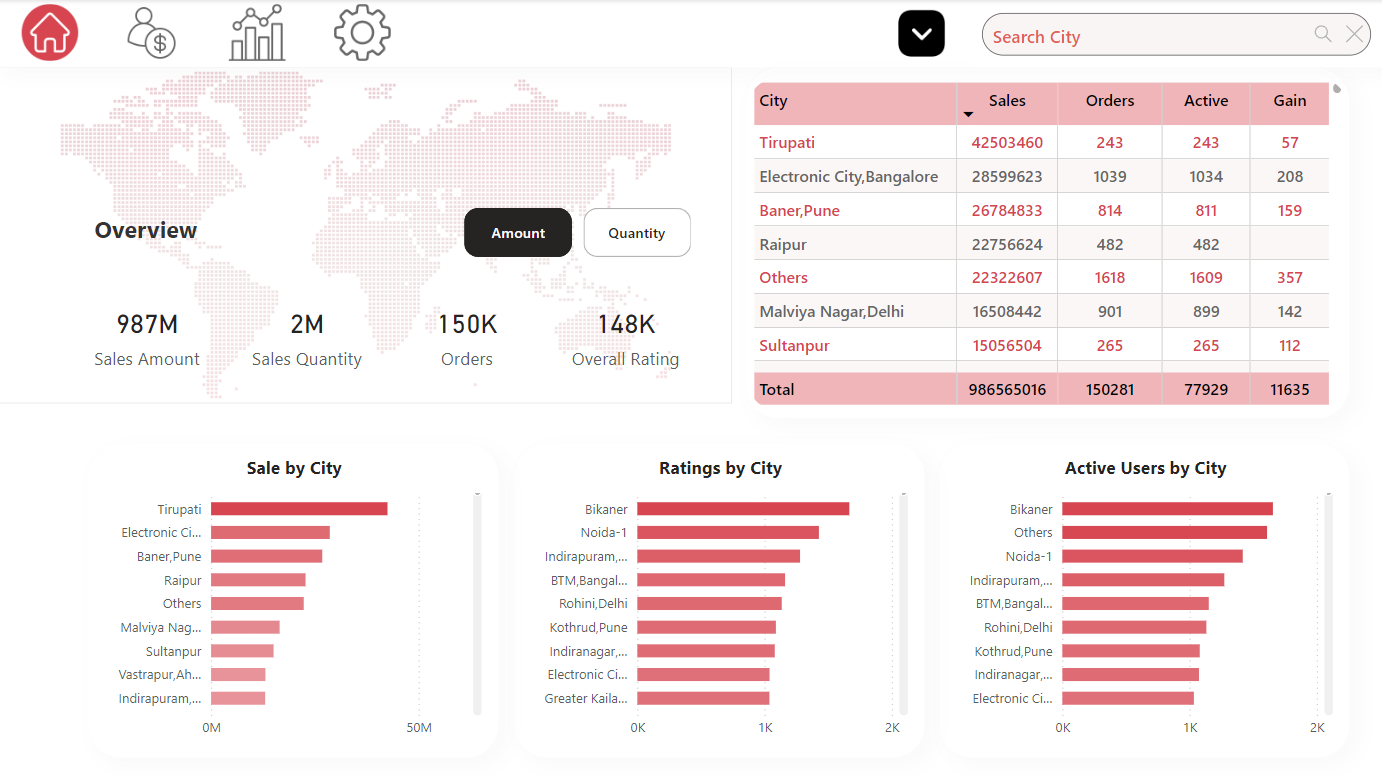 Search City
Overview
Amount
Quantity
987M
2M
150K
148K
Sales Amount
Sales Quantity
Orders
Overall Rating
City Sales Orders Active Gain
Tirupati 42503460 243 243 57
Electronic City,Bangalore 28599623 1039 1034 208
Baner,Pune 26784833 814 811 159
Raipur 22756624 482 482
Others 22322607 1618 1609 357
Malviya Nagar,Delhi 16508442 901 899 142
Sultanpur 15056504 265 265 112
Total 986565016 150281 77929 11635
Sale by City
Tirupati
Electronic Ci...
Baner,Pune
Raipur
Others
Malviya Nag...
Sultanpur
Vastrapur,Ah...
Indirapuram,...
0M 50M
Ratings by City
Bikaner
Noida-1
Indirapuram,...
BTM,Bangal...
Rohini,Delhi
Kothrud,Pune
Indiranagar,...
Electronic Ci...
Greater Kaila...
0K 1K 2K
Active Users by City
Bikaner
Others
Noida-1
Indirapuram,...
BTM,Bangal...
Rohini,Delhi
Kothrud,Pune
Indiranagar,...
Electronic Ci...
0K 1K 2K